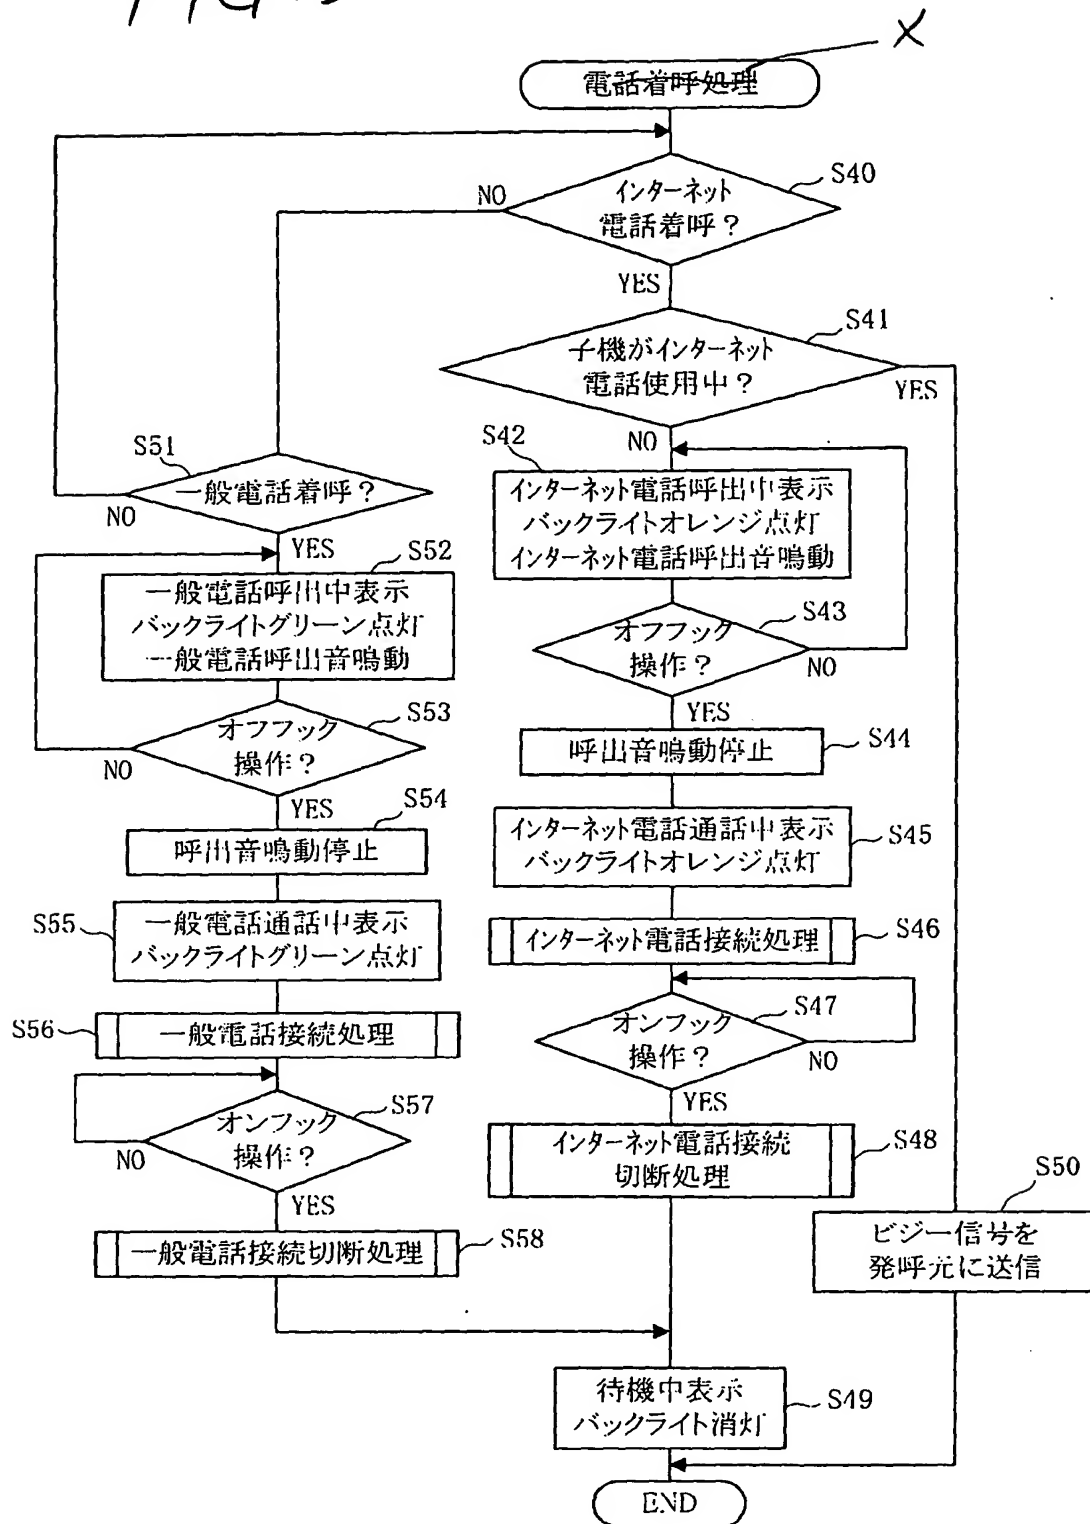 X
電話着呼処理
S40
インターネット
電話着呼？
NO
YES
S41
子機がインターネット
電話使用中？
YES
NO
S42
インターネット電話呼出中表示
バックライトオレンジ点灯
インターネット電話呼出音鳴動
S43
オフフック
操作？
NO
YES
呼出音鳴動停止
S44
インターネット電話通話中表示
バックライトオレンジ点灯
S45
インターネット電話接続処理
S46
S47
オンフック
操作？
NO
YES
インターネット電話接続
切断処理
S48
S50
ビジー信号を
発呼元に送信
S51
一般電話着呼？
NO
YES
S52
一般電話呼出中表示
バックライトグリーン点灯
一般電話呼出音鳴動
S53
オフフック
操作？
NO
YES
S54
呼出音鳴動停止
S55
一般電話通話中表示
バックライトグリーン点灯
S56
一般電話接続処理
S57
オンフック
操作？
NO
YES
一般電話接続切断処理
S58
待機中表示
バックライト消灯
S49
END